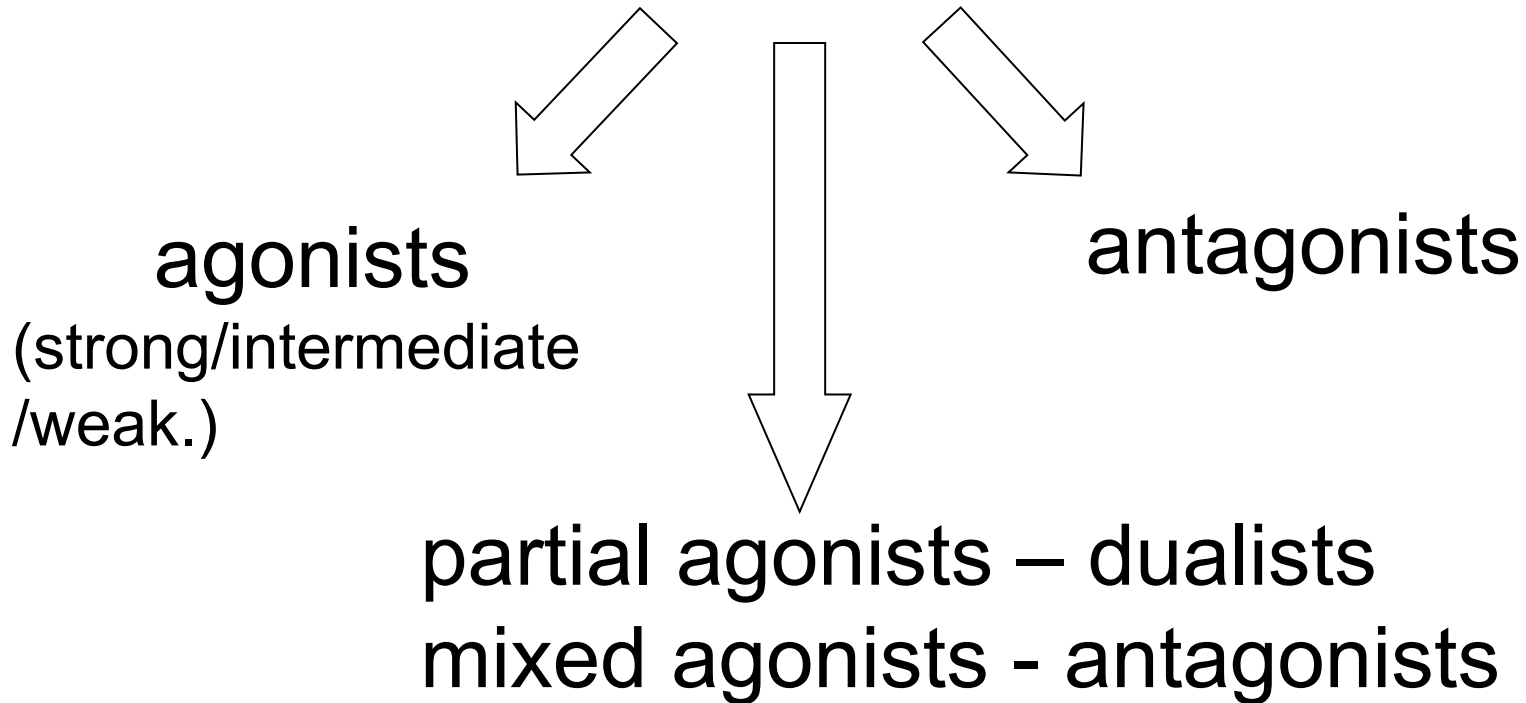 agonists
(strong/intermediate
/weak.)
antagonists
partial agonists – dualists
mixed agonists - antagonists